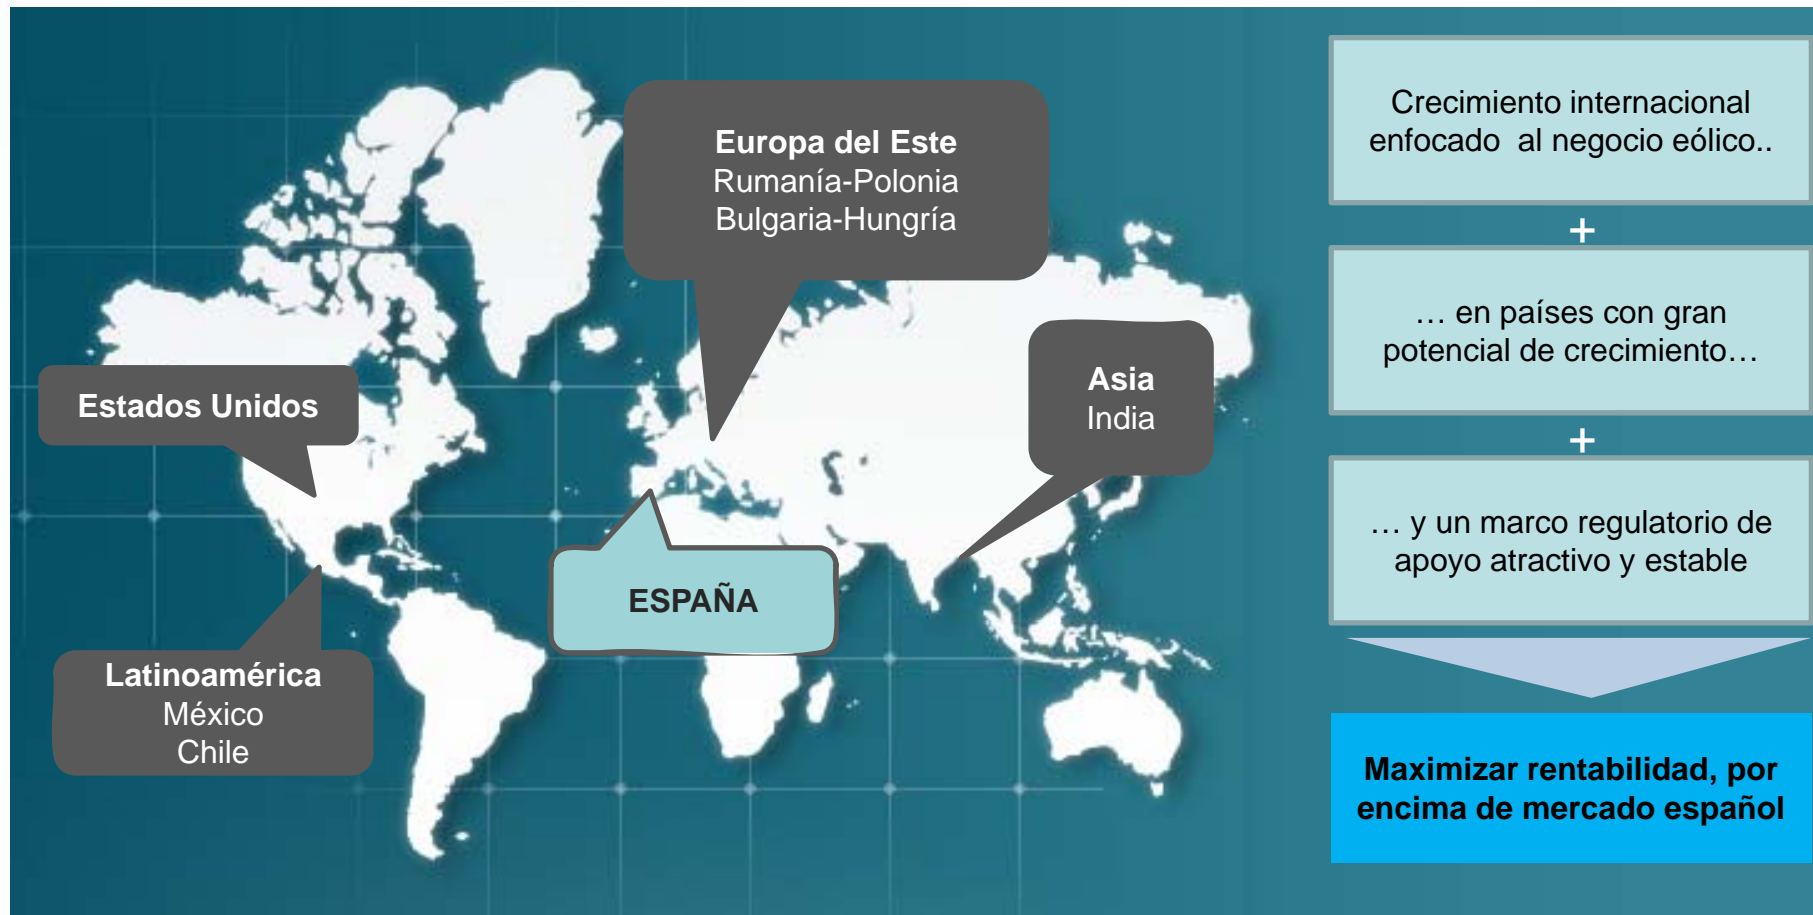 Europa del Este
Rumanía-Polonia
Bulgaria-Hungría
Estados Unidos
Asia
India
ESPAÑA
Latinoamérica
México
Chile
Crecimiento internacional
enfocado al negocio eólico..
+
… en países con gran
potencial de crecimiento…
+
… y un marco regulatorio de
apoyo atractivo y estable
Maximizar rentabilidad, por
encima de mercado español